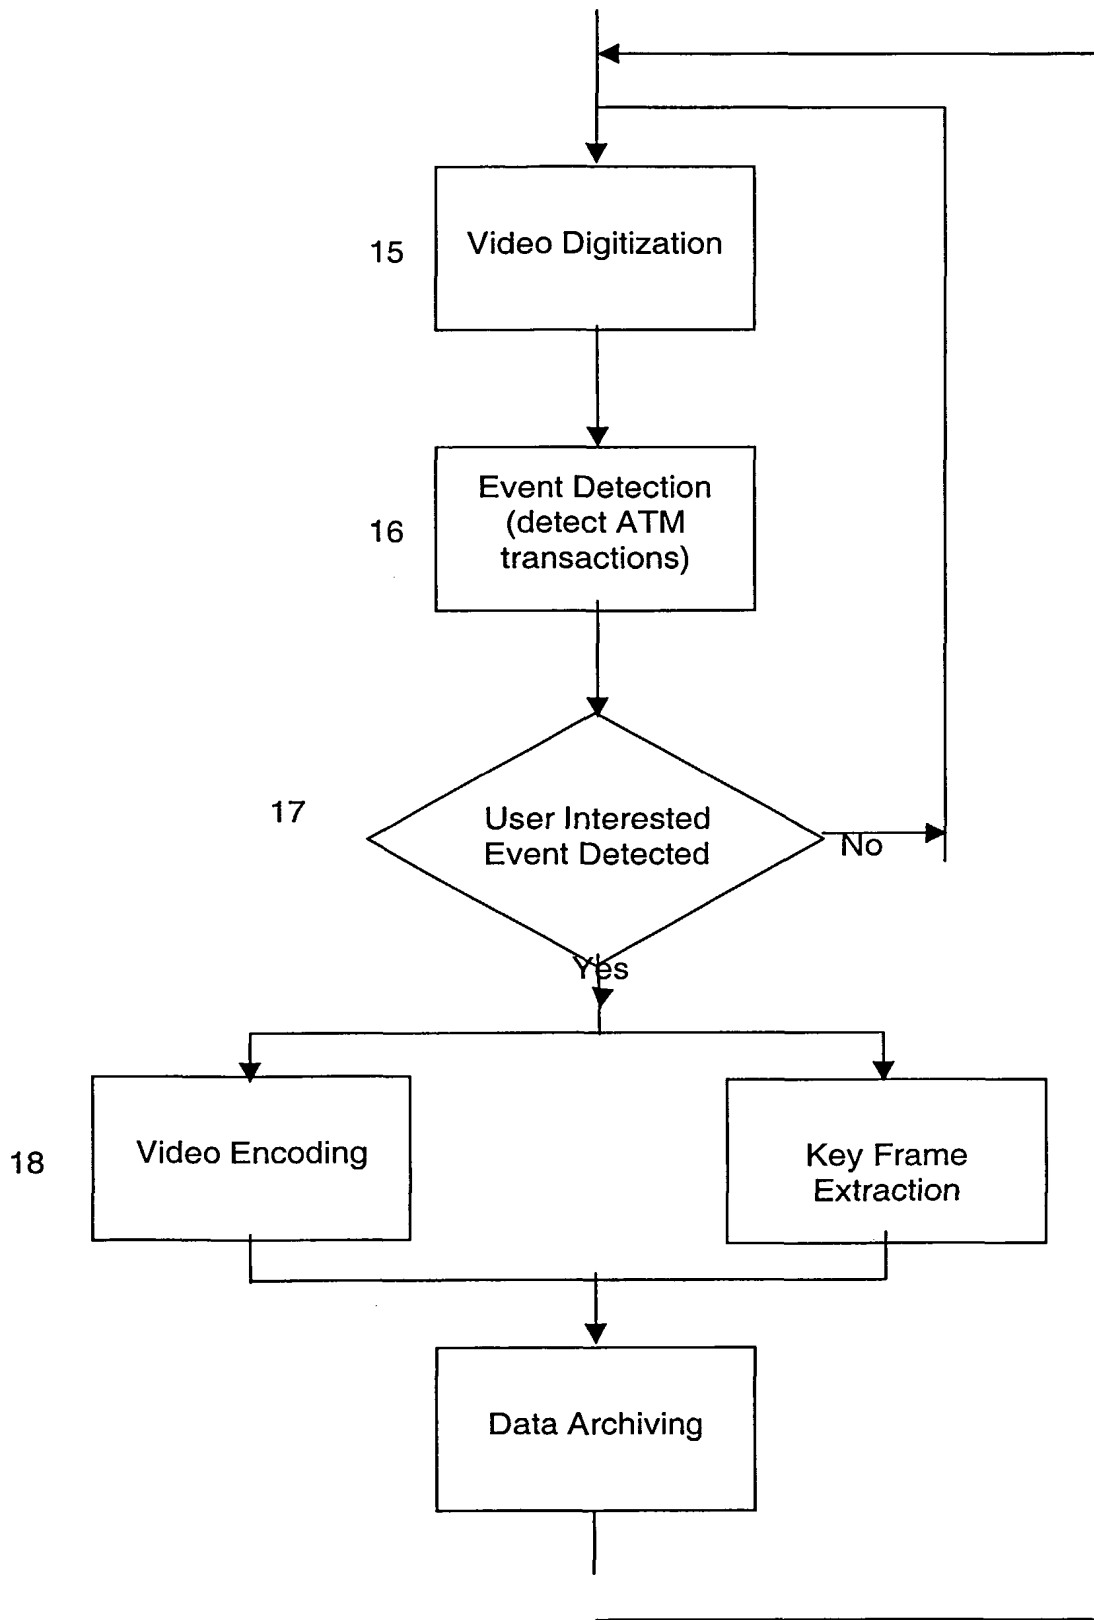 15
Video Digitization
16
Event Detection
(detect ATM
transactions)
17
User Interested
Event Detected
No
Yes
18
Video Encoding
Key Frame
Extraction
Data Archiving